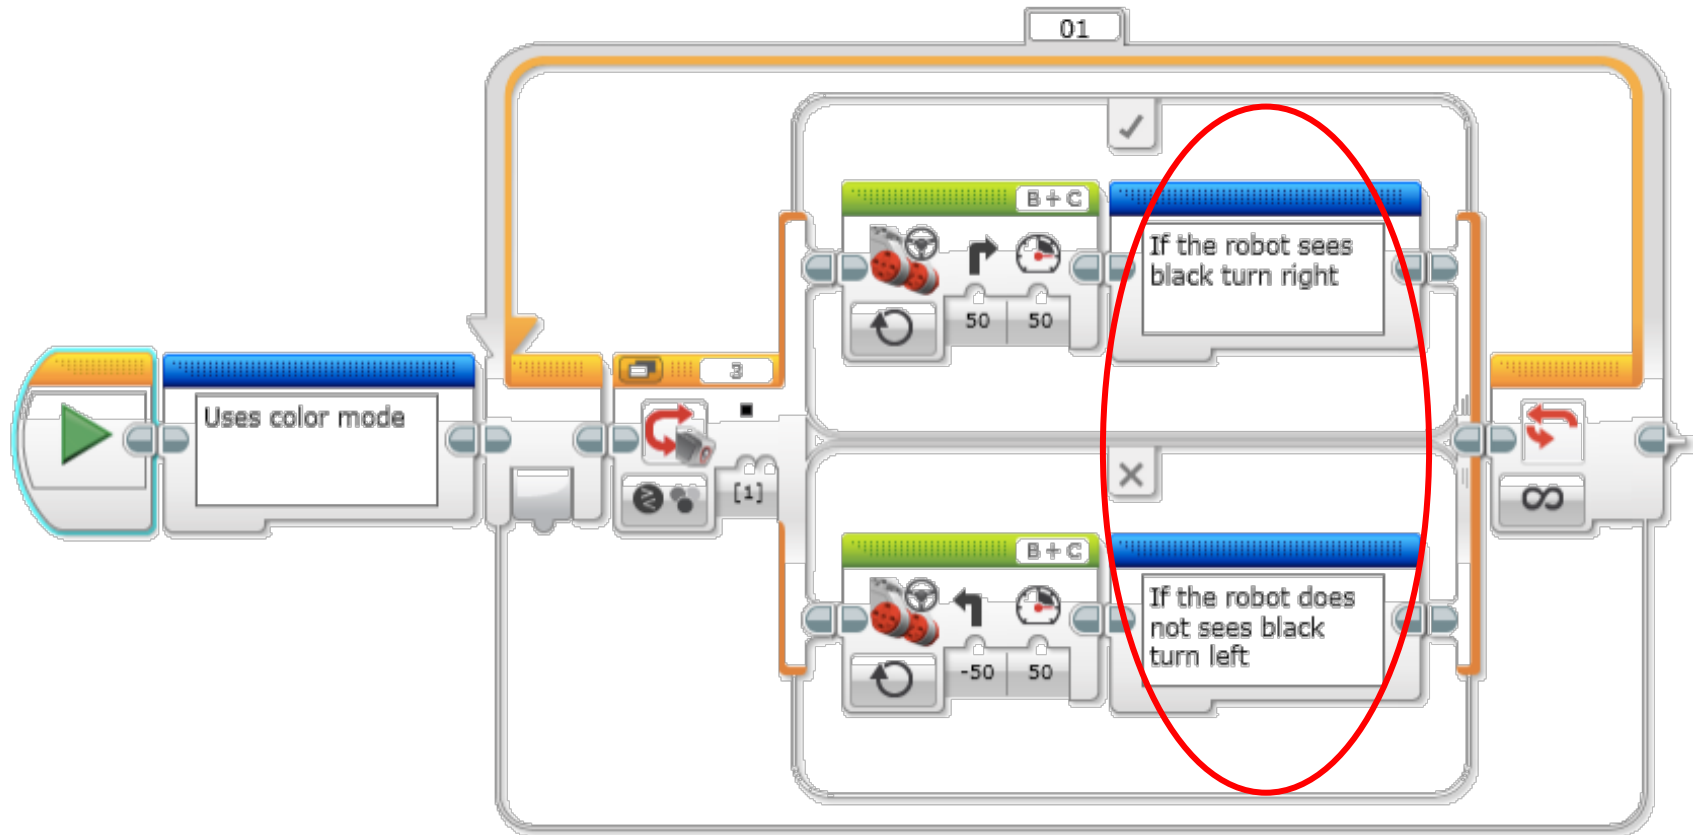 01
B + C
If the robot sees
black turn right
50 50
3
Uses color mode
[1]
B + C
If the robot does
not sees black
turn left
-50 50